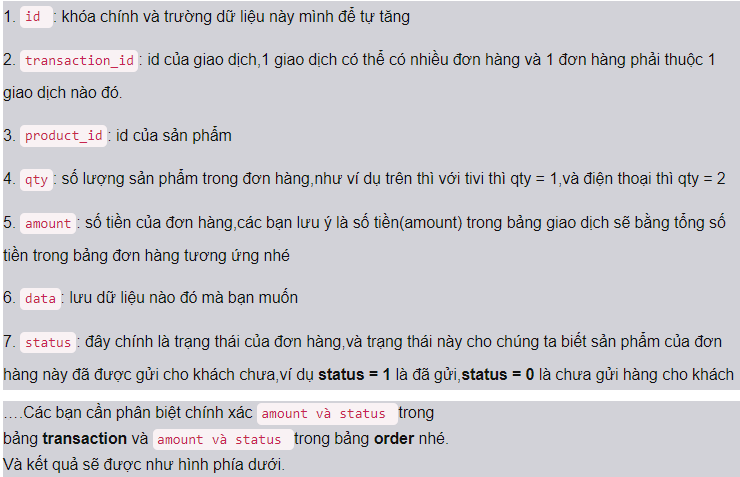 1. id : khóa chính và trường dữ liệu này mình để tự tăng
2. transaction_id: id của giao dịch,1 giao dịch có thể có nhiều đơn hàng và 1 đơn hàng phải thuộc 1
giao dịch nào đó.
3. product_id: id của sản phẩm
4. qty: số lượng sản phẩm trong đơn hàng,như ví dụ trên thì với tivi thì qty = 1,và điện thoại thì qty = 2
5. amount: số tiền của đơn hàng,các bạn lưu ý là số tiền(amount) trong bảng giao dịch sẽ bằng tổng số
tiền trong bảng đơn hàng tương ứng nhé
6. data: lưu dữ liệu nào đó mà bạn muốn
7. status: đây chính là trạng thái của đơn hàng,và trạng thái này cho chúng ta biết sản phẩm của đơn
hàng này đã được gửi cho khách chưa,ví dụ status = 1 là đã gửi,status = 0 là chưa gửi hàng cho khách
….Các bạn cần phân biệt chính xác amount và status trong
bảng transaction và amount và status trong bảng order nhé.
Và kết quả sẽ được như hình phía dưới.